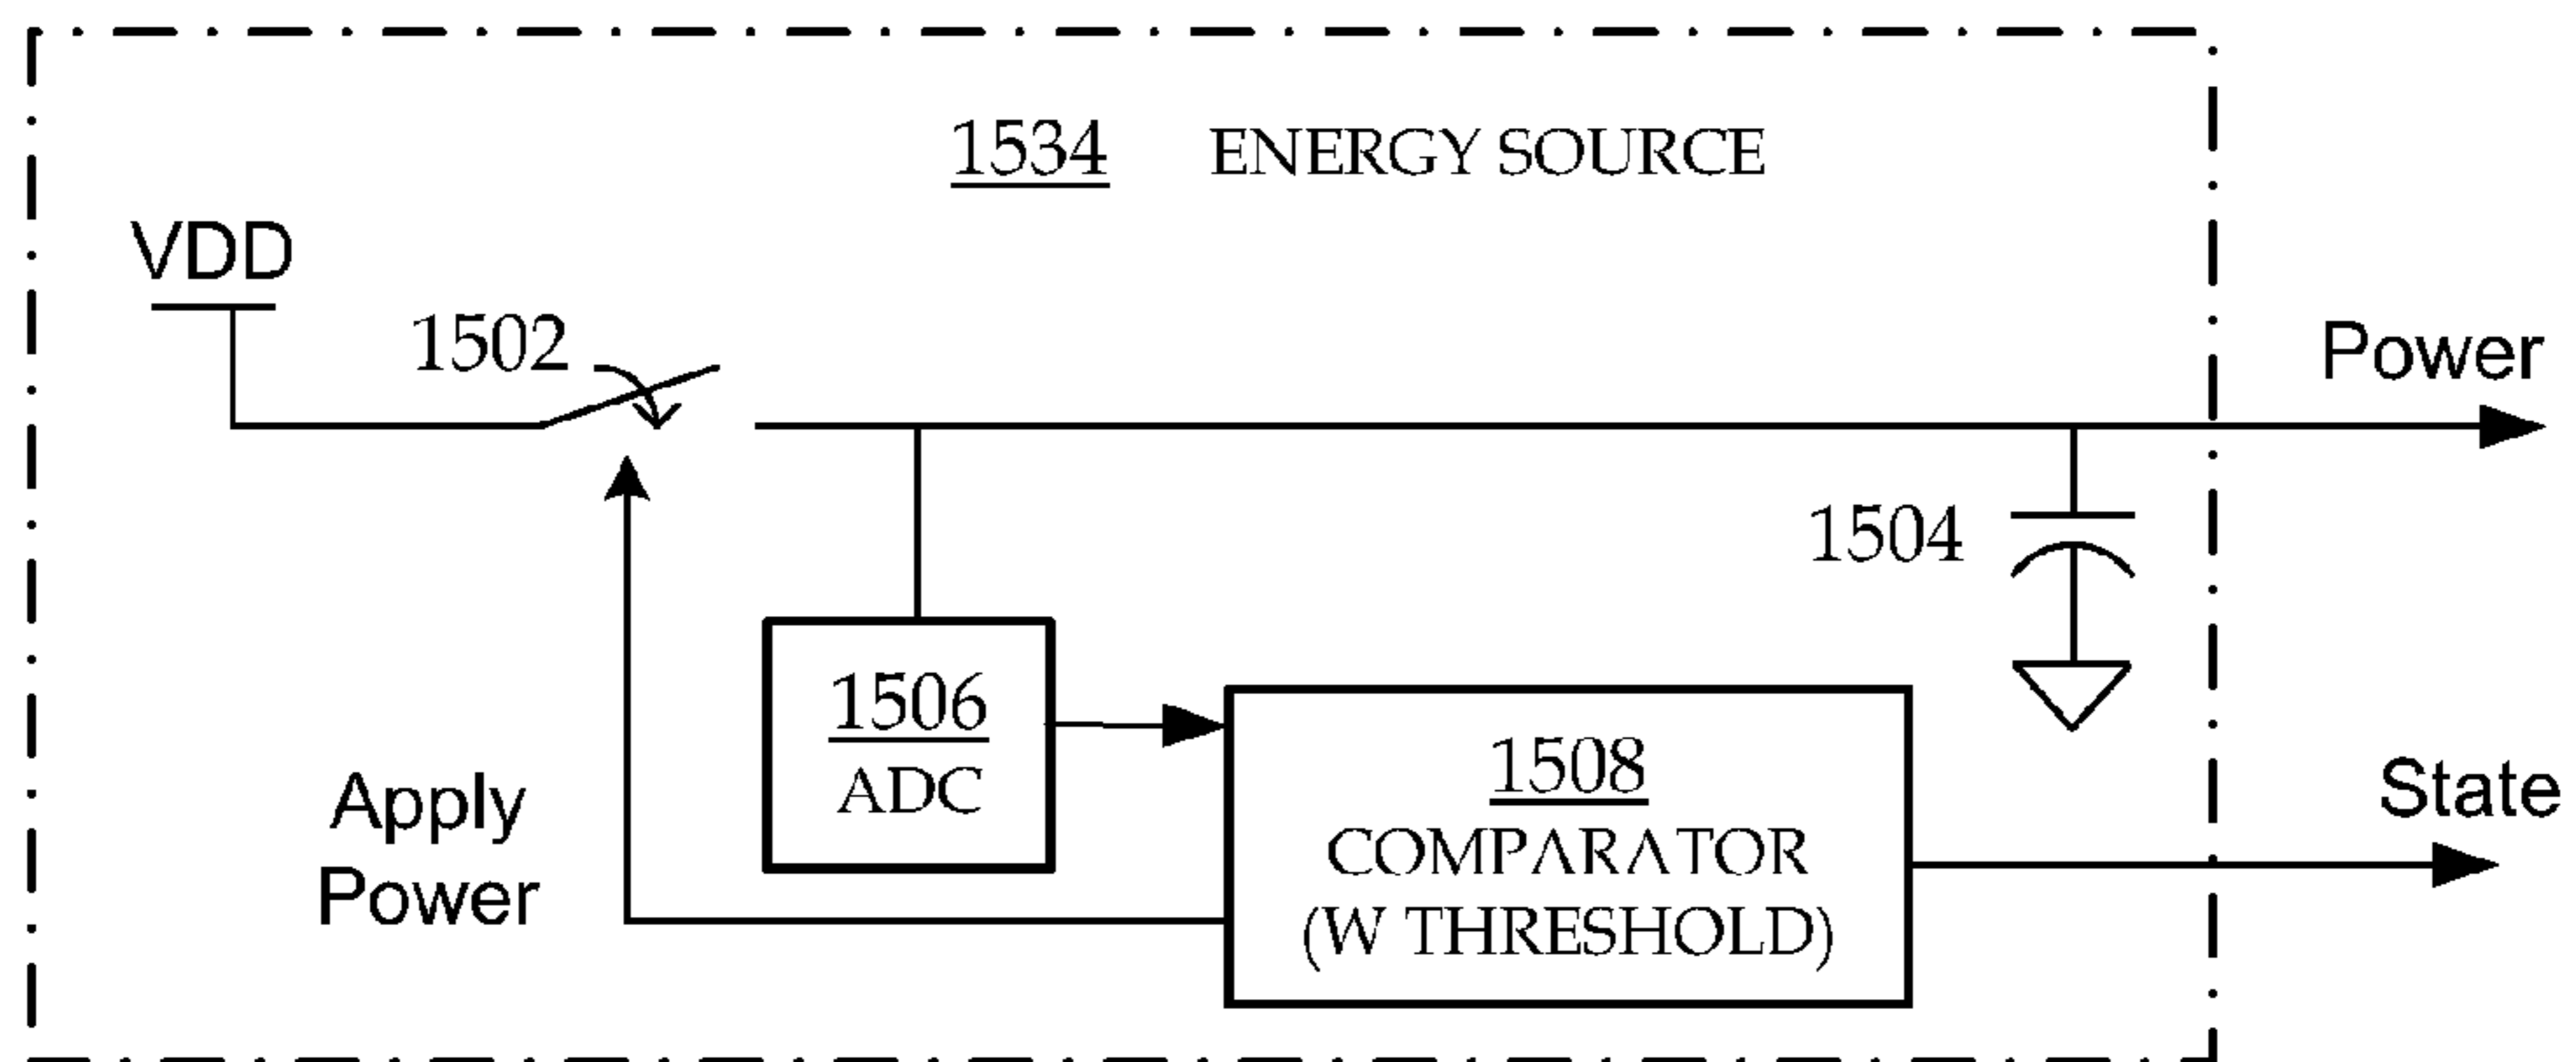 1534 ENERGY SOURCE
VDD
1502
Power
1504
1506
ADC
1508
COMPARATOR
(W THRESHOLD)
Apply
Power
State